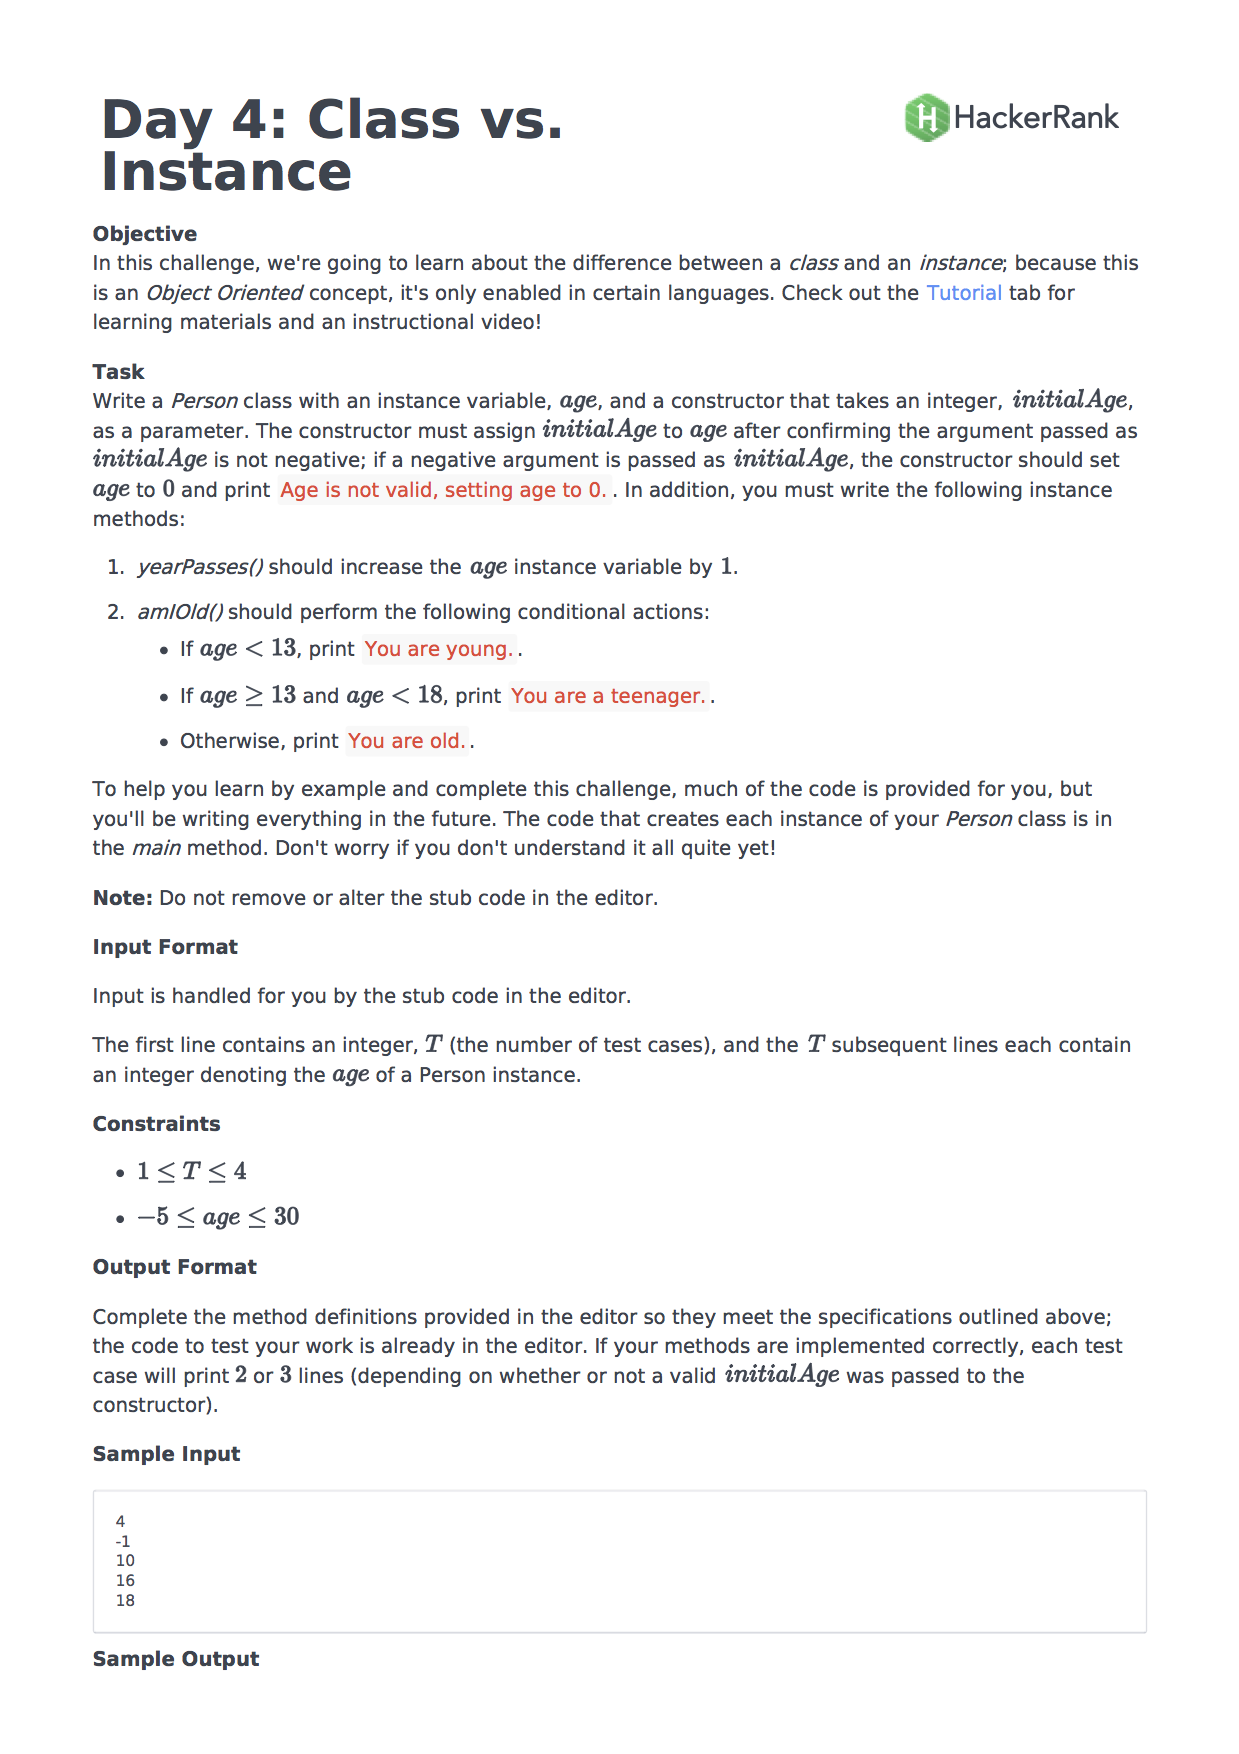 Day 4: Class vs.
Instance
HackerRank
Objective
In this challenge, we're going to learn about the difference between a class and an instance; because this
is an Object Oriented concept, it's only enabled in certain languages. Check out the Tutorial tab for
learning materials and an instructional video!
Task
Write a Person class with an instance variable, age, and a constructor that takes an integer, initialAge,
as a parameter. The constructor must assign initialAge to age after confirming the argument passed as
initialAge is not negative; if a negative argument is passed as initialAge, the constructor should set
age to 0 and print Age is not valid, setting age to 0. . In addition, you must write the following instance
methods:
1. yearPasses() should increase the age instance variable by 1.
2. amIOld() should perform the following conditional actions:
• If age < 13, print You are young. .
• If age ≥ 13 and age < 18, print You are a teenager. .
• Otherwise, print You are old. .
To help you learn by example and complete this challenge, much of the code is provided for you, but
you'll be writing everything in the future. The code that creates each instance of your Person class is in
the main method. Don't worry if you don't understand it all quite yet!
Note: Do not remove or alter the stub code in the editor.
Input Format
Input is handled for you by the stub code in the editor.
The first line contains an integer, T (the number of test cases), and the T subsequent lines each contain
an integer denoting the age of a Person instance.
Constraints
• 1 ≤ T ≤ 4
• −5 ≤ age ≤ 30
Output Format
Complete the method definitions provided in the editor so they meet the specifications outlined above;
the code to test your work is already in the editor. If your methods are implemented correctly, each test
case will print 2 or 3 lines (depending on whether or not a valid initialAge was passed to the
constructor).
Sample Input
4
-1
10
16
18
Sample Output